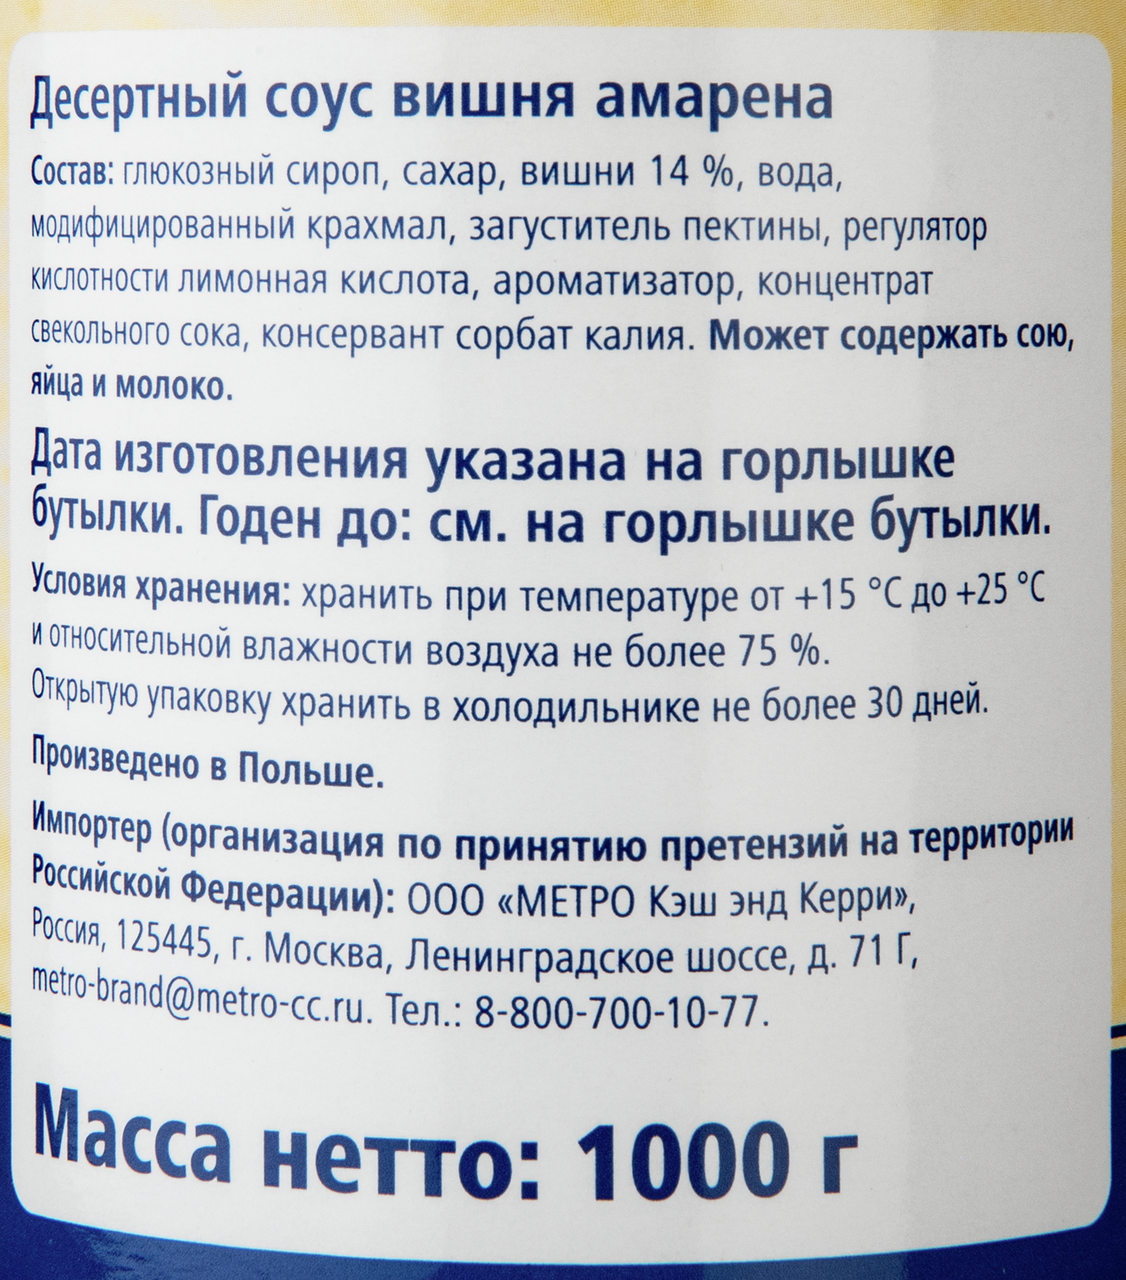 Десертный соус вишня амарена
Состав: глюкозный сироп, сахар, вишни 14 %, вода,
модифицированный крахмал, загуститель пектины, регулятор
кислотности лимонная кислота, ароматизатор, концентрат
свекольного сока, консервант сорбат калия. Может содержать сою,
яйца и молоко.
Дата изготовления указана на горлышке
бутылки. Годен до: см. на горлышке бутылки.
Условия хранения: хранить при температуре от +15 °C до +25 °C
и относительной влажности воздуха не более 75 %.
Открытую упаковку хранить в холодильнике не более 30 дней.
Произведено в Польше.
Импортер (организация по принятию претензий на территории
Российской Федерации): ООО «МЕТРО Кэш энд Керри»,
Россия, 125445, г. Москва, Ленинградское шоссе, д. 71 Г,
metro-brand@metro-cc.ru. Тел.: 8-800-700-10-77.
Масса нетто: 1000 г